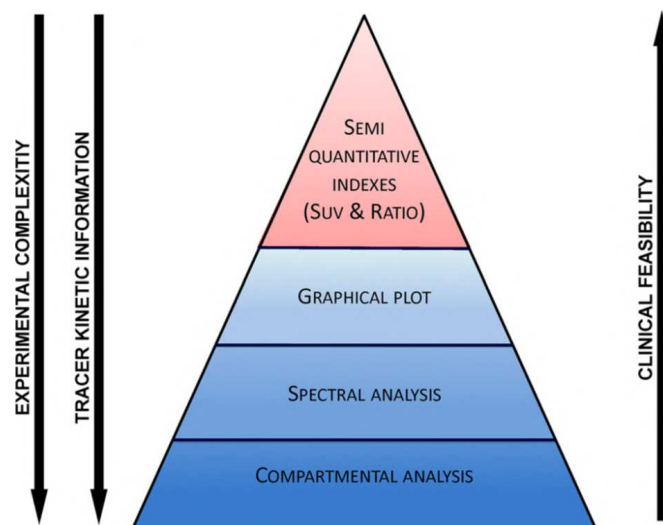 EXPERIMENTAL COMPLEXITIY
TRACER KINETIC INFORMATION
SEMI
QUANTITATIVE
INDEXES
(SUV & RATIO)
GRAPHICAL PLOT
SPECTRAL ANALYSIS
COMPARTMENTAL ANALYSIS
CLINICAL FEASIBILITY